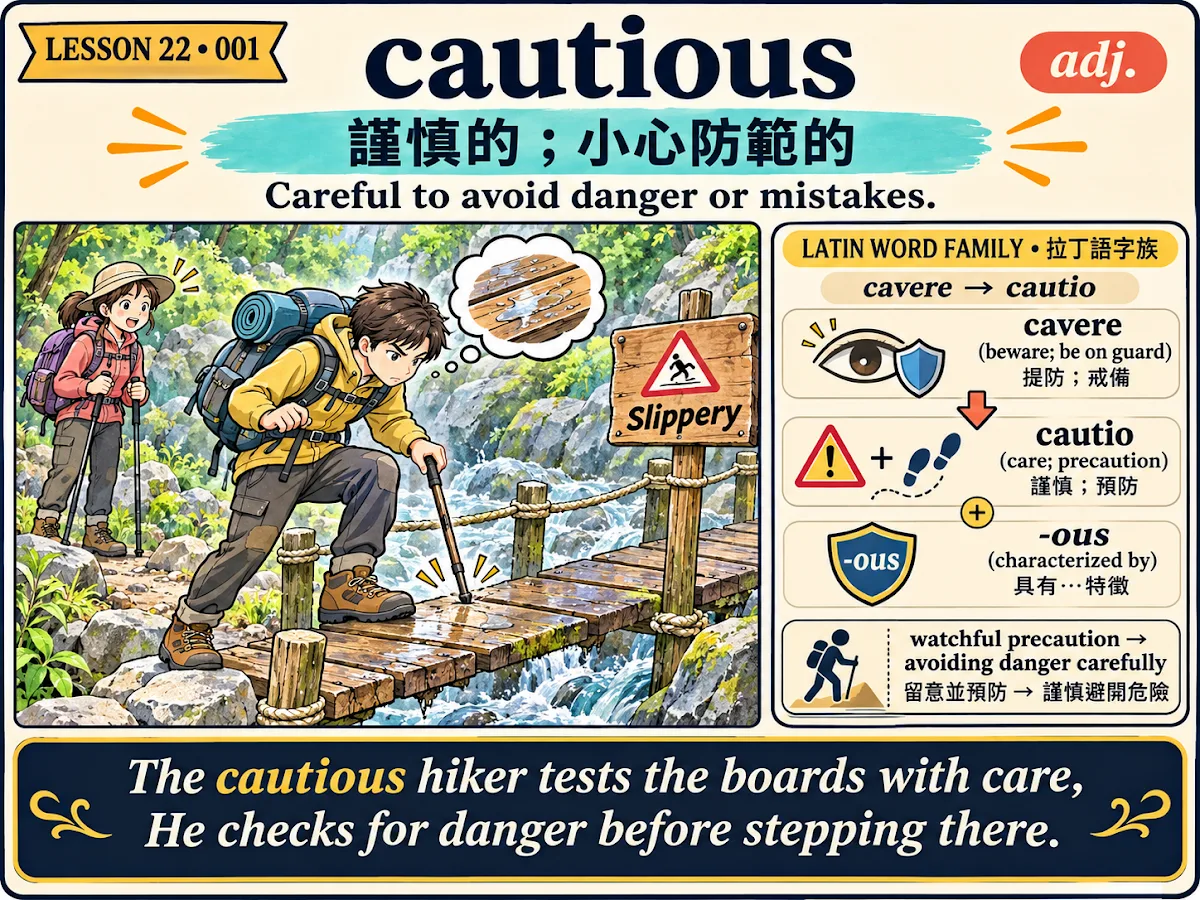 LESSON 22 • 001
cautious
adj.
謹慎的；小心防範的
Careful to avoid danger or mistakes.
Slippery
LATIN WORD FAMILY • 拉丁語字族
cavere → cautio
cavere
(beware; be on guard)
提防；戒備
!
+
cautio
(care; precaution)
謹慎；預防
+
-ous
-ous
(characterized by)
具有…特徵
watchful precaution →
avoiding danger carefully
留意並預防 → 謹慎避開危險
The cautious hiker tests the boards with care,
He checks for danger before stepping there.